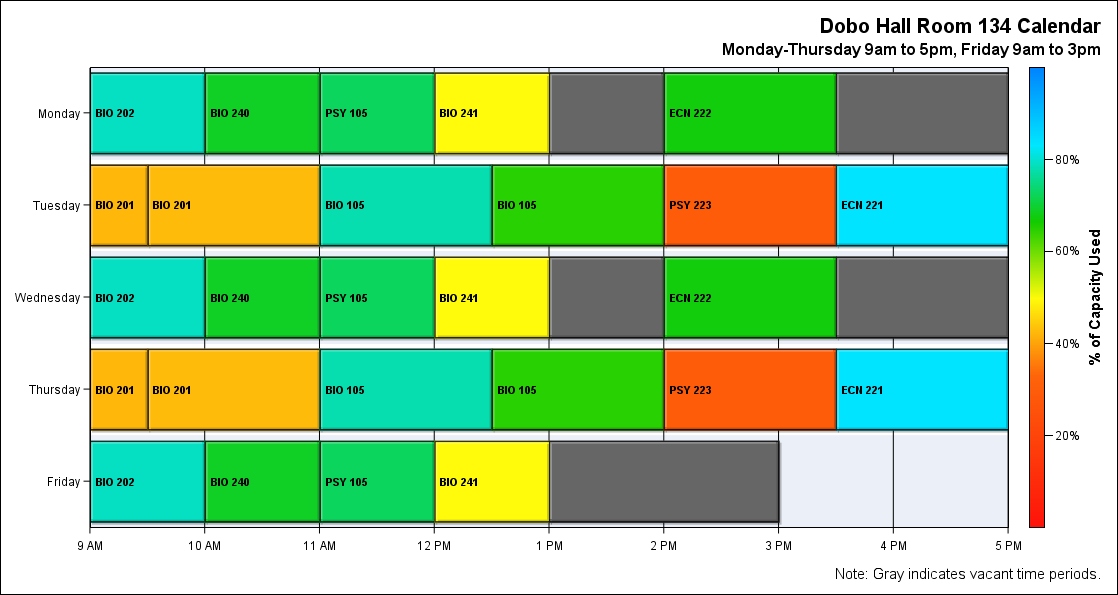 Dobo Hall Room 134 Calendar
Monday-Thursday 9am to 5pm, Friday 9am to 3pm
Monday
BIO 202
BIO 240
PSY 105
BIO 241
ECN 222
Tuesday
BIO 201
BIO 201
BIO 105
BIO 105
PSY 223
ECN 221
Wednesday
BIO 202
BIO 240
PSY 105
BIO 241
ECN 222
Thursday
BIO 201
BIO 201
BIO 105
BIO 105
PSY 223
ECN 221
Friday
BIO 202
BIO 240
PSY 105
BIO 241
9 AM
10 AM
11 AM
12 PM
1 PM
2 PM
3 PM
4 PM
5 PM
80%
60%
40%
20%
% of Capacity Used
Note: Gray indicates vacant time periods.